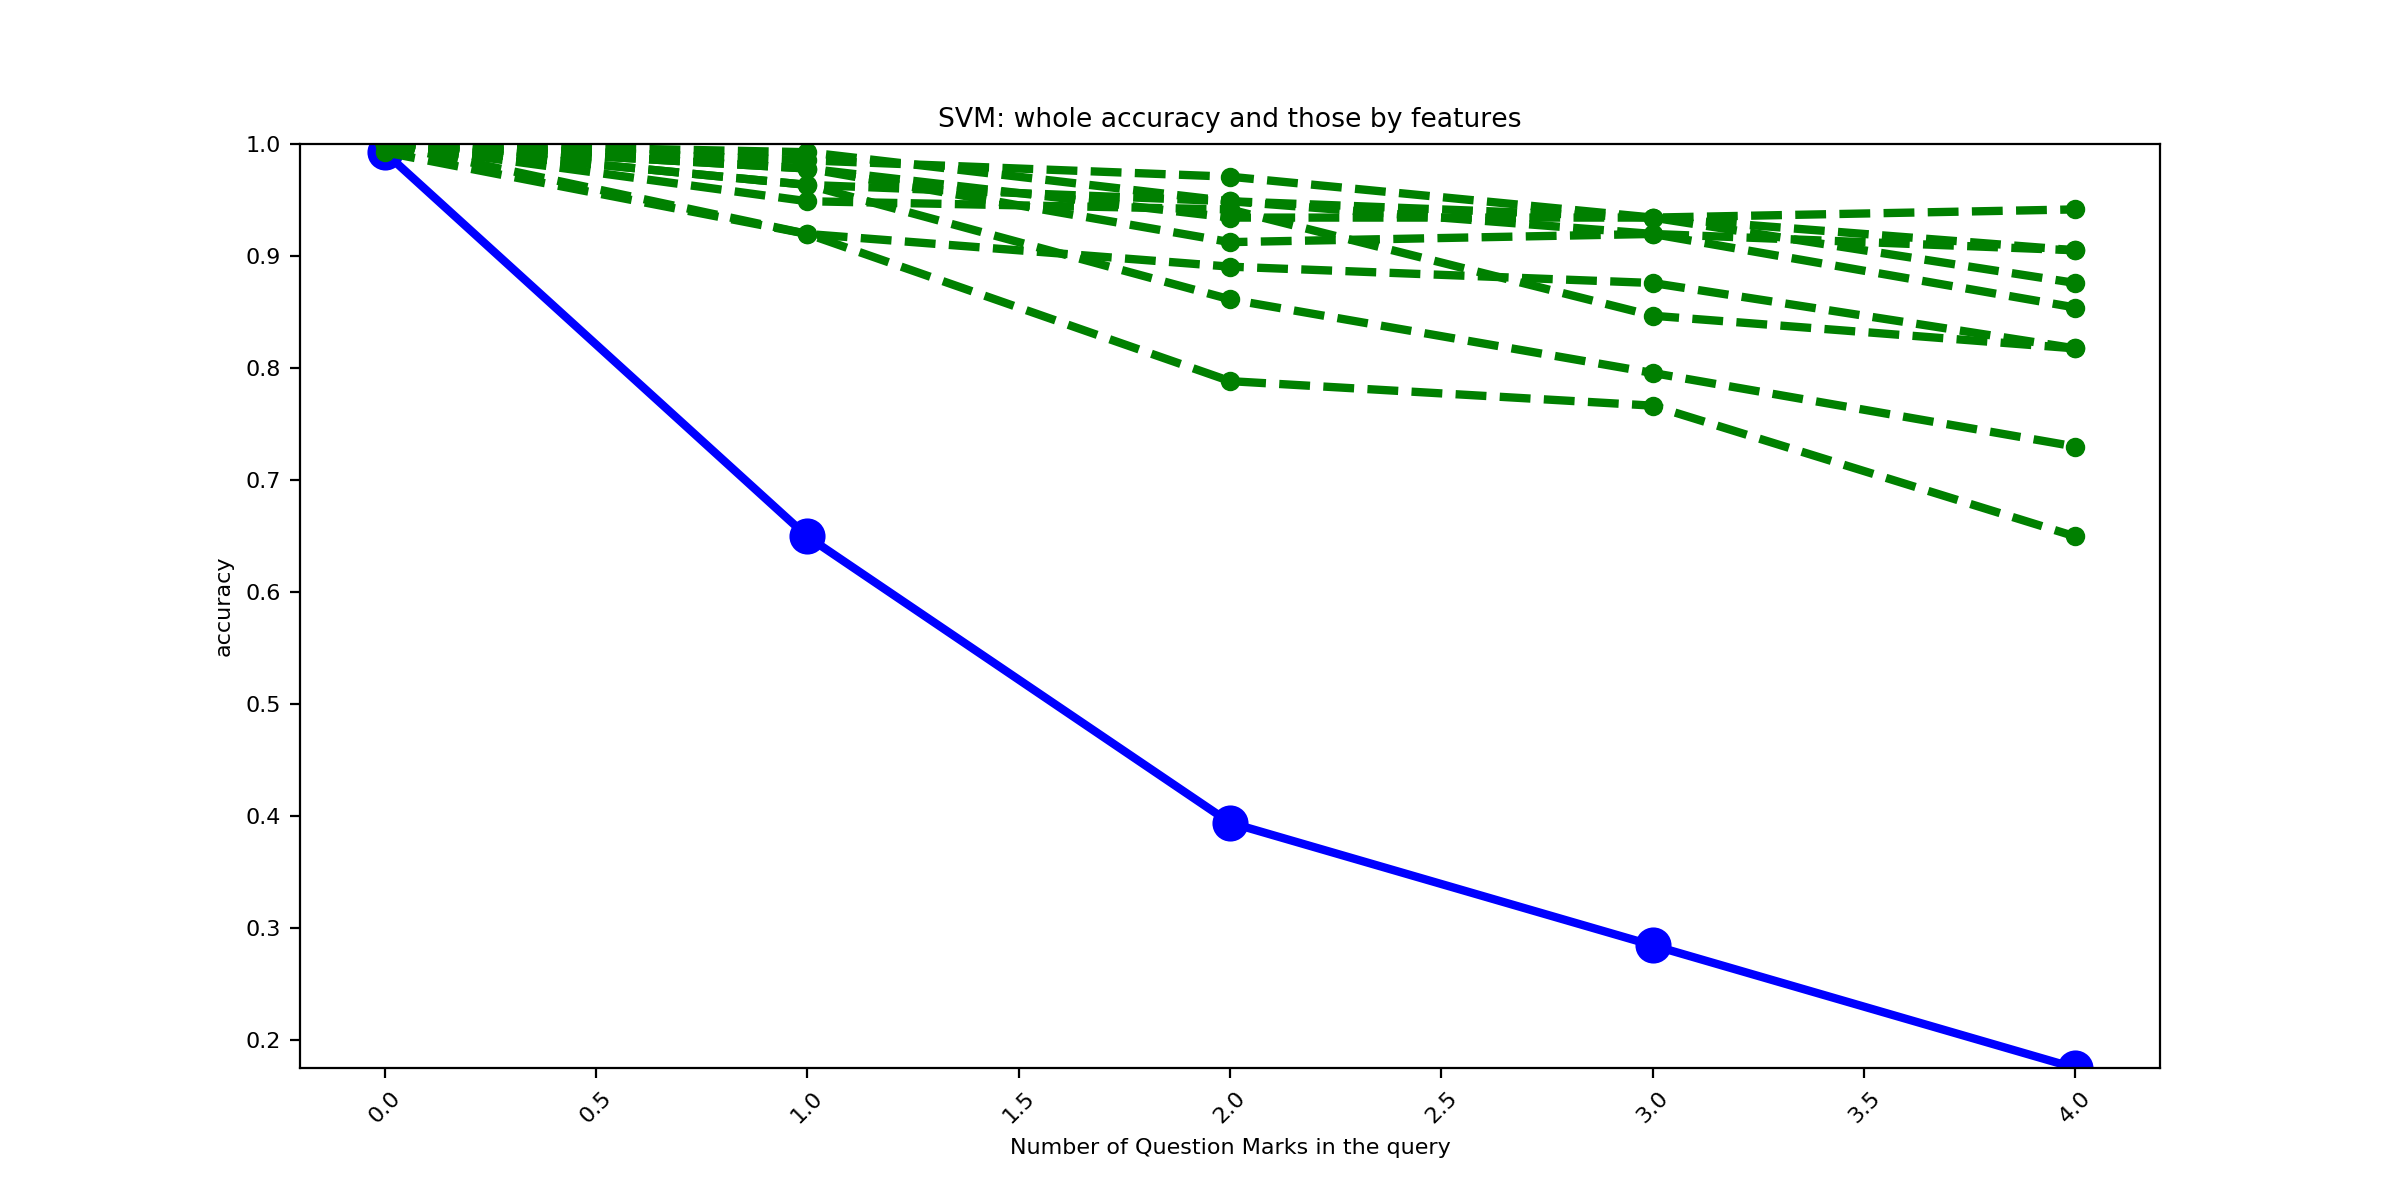 SVM: whole accuracy and those by features
1.0
0.9
0.8
0.7
0.6
0.5
0.4
0.3
0.2
accuracy
0.0 0.5 1.0 1.5 2.0 2.5 3.0 3.5 4.0
Number of Question Marks in the query